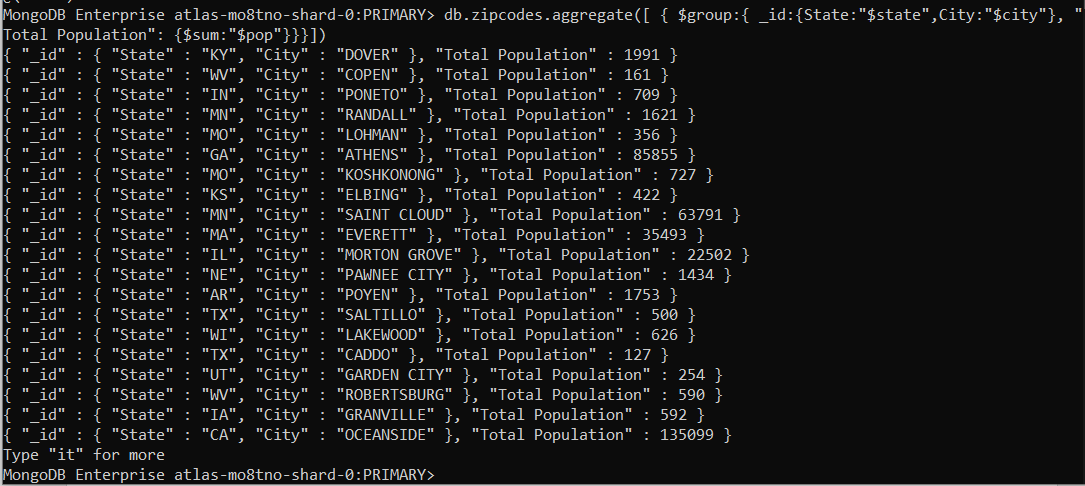 MongoDB Enterprise atlas-mo8tno-shard-0:PRIMARY> db.zipcodes.aggregate([ { $group:{ _id:{State:"$state",City:"$city"}, "
Total Population": {$sum:"$pop"}}}])
{ "_id" : { "State" : "KY", "City" : "DOVER" }, "Total Population" : 1991 }
{ "_id" : { "State" : "WV", "City" : "COPEN" }, "Total Population" : 161 }
{ "_id" : { "State" : "IN", "City" : "PONETO" }, "Total Population" : 709 }
{ "_id" : { "State" : "MN", "City" : "RANDALL" }, "Total Population" : 1621 }
{ "_id" : { "State" : "MO", "City" : "LOHMAN" }, "Total Population" : 356 }
{ "_id" : { "State" : "GA", "City" : "ATHENS" }, "Total Population" : 85855 }
{ "_id" : { "State" : "MO", "City" : "KOSHKONONG" }, "Total Population" : 727 }
{ "_id" : { "State" : "KS", "City" : "ELBING" }, "Total Population" : 422 }
{ "_id" : { "State" : "MN", "City" : "SAINT CLOUD" }, "Total Population" : 63791 }
{ "_id" : { "State" : "MA", "City" : "EVERETT" }, "Total Population" : 35493 }
{ "_id" : { "State" : "IL", "City" : "MORTON GROVE" }, "Total Population" : 22502 }
{ "_id" : { "State" : "NE", "City" : "PAWNEE CITY" }, "Total Population" : 1434 }
{ "_id" : { "State" : "AR", "City" : "POYEN" }, "Total Population" : 1753 }
{ "_id" : { "State" : "TX", "City" : "SALTILLO" }, "Total Population" : 500 }
{ "_id" : { "State" : "WI", "City" : "LAKEWOOD" }, "Total Population" : 626 }
{ "_id" : { "State" : "TX", "City" : "CADDO" }, "Total Population" : 127 }
{ "_id" : { "State" : "UT", "City" : "GARDEN CITY" }, "Total Population" : 254 }
{ "_id" : { "State" : "WV", "City" : "ROBERTSBURG" }, "Total Population" : 590 }
{ "_id" : { "State" : "IA", "City" : "GRANVILLE" }, "Total Population" : 592 }
{ "_id" : { "State" : "CA", "City" : "OCEANSIDE" }, "Total Population" : 135099 }
Type "it" for more
MongoDB Enterprise atlas-mo8tno-shard-0:PRIMARY>